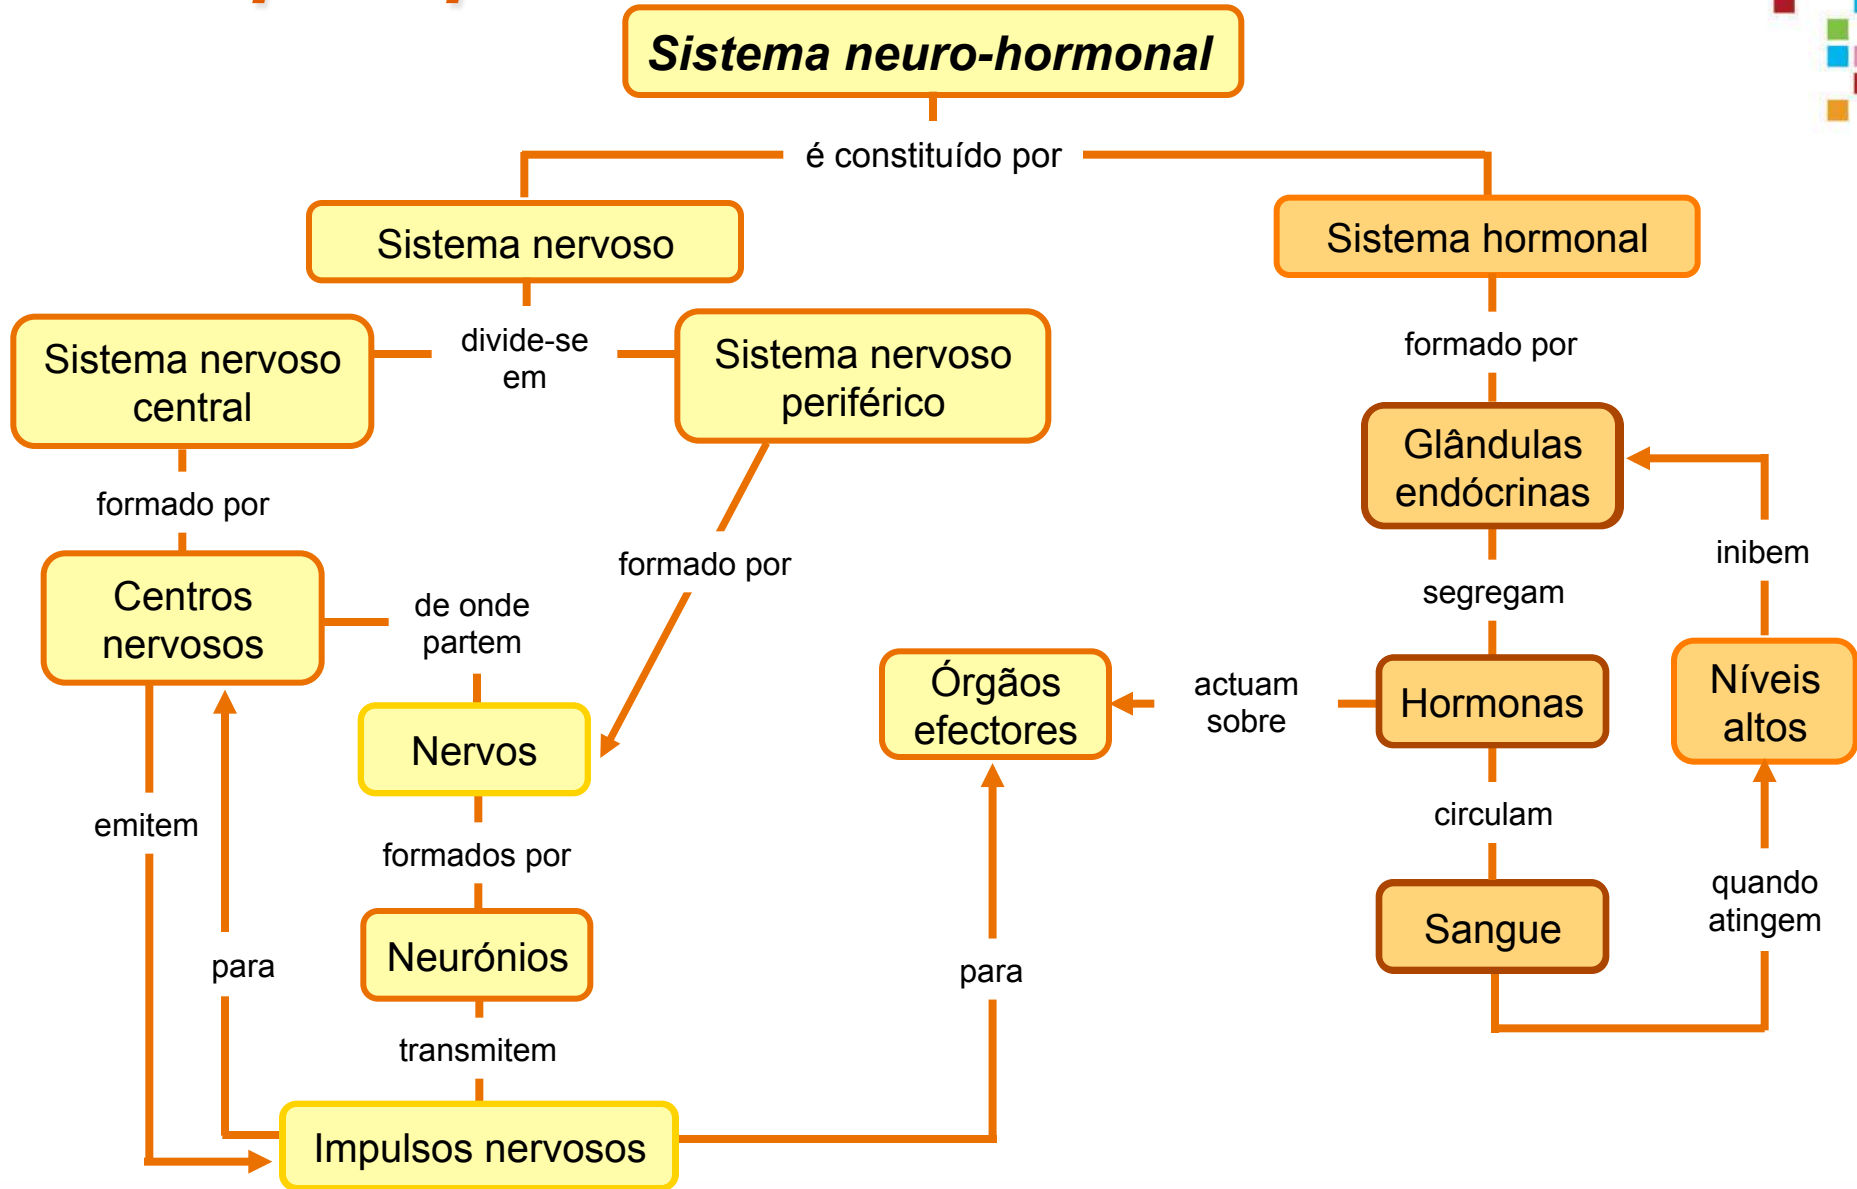 Sistema neuro-hormonal
é constituído por
Sistema nervoso
Sistema hormonal
divide-se
em
Sistema nervoso
central
Sistema nervoso
periférico
formado por
formado por
Centros
nervosos
de onde
partem
formado por
Nervos
emitem
para
formados por
Neurónios
transmitem
Impulsos nervosos
para
Órgãos
efectores
actuam
sobre
Glândulas
endócrinas
segregam
Hormonas
circulam
Sangue
quando
atingem
Níveis
altos
inibem